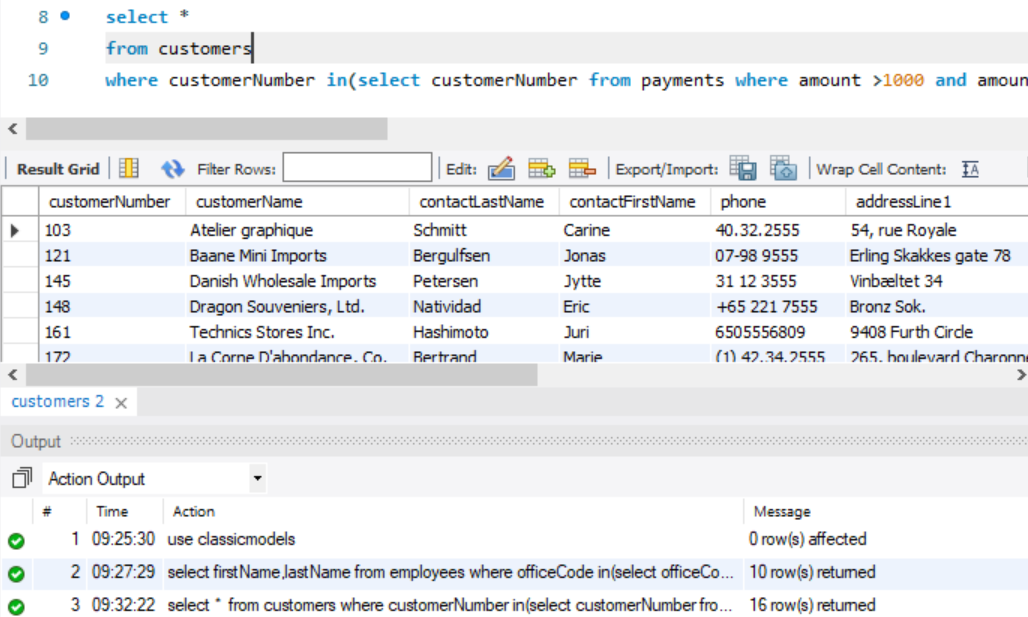 8 select *
9 from customers
10 where customerNumber in(select customerNumber from payments where amount >1000 and amoun
Result Grid Filter Rows: Edit: Export/Import: Wrap Cell Content: IA
customerNumber customerName contactLastName contactFirstName phone addressLine1
103 Atelier graphique Schmitt Carine 40.32.2555 54, rue Royale
121 Baane Mini Imports Bergulfsen Jonas 07-98 9555 Erling Skakkes gate 78
145 Danish Wholesale Imports Petersen Jytte 31 12 3555 Vinbæltet 34
148 Dragon Souveniers, Ltd. Natividad Eric +65 221 7555 Bronz Sok.
161 Technics Stores Inc. Hashimoto Juri 6505556809 9408 Furth Circle
172 La Corne D'abondance, Co. Bertrand Marie (1) 42.34.2555 265, boulevard Charonne
customers 2
Output
Action Output
# Time Action Message
1 09:25:30 use classicmodels 0 row(s) affected
2 09:27:29 select firstName,lastName from employees where officeCode in(select officeCo... 10 row(s) returned
3 09:32:22 select * from customers where customerNumber in(select customerNumber fro... 16 row(s) returned